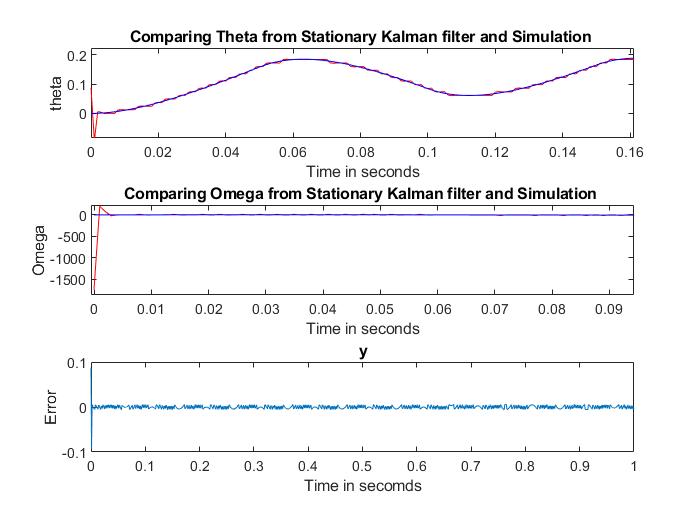 Comparing Theta from Stationary Kalman filter and Simulation
0.2
0.1
0
theta
0 0.02 0.04 0.06 0.08 0.1 0.12 0.14 0.16
Time in seconds
Comparing Omega from Stationary Kalman filter and Simulation
0
-500
-1000
-1500
Omega
0 0.01 0.02 0.03 0.04 0.05 0.06 0.07 0.08 0.09
Time in seconds
y
0.1
0
-0.1
Error
0 0.1 0.2 0.3 0.4 0.5 0.6 0.7 0.8 0.9 1
Time in secomds